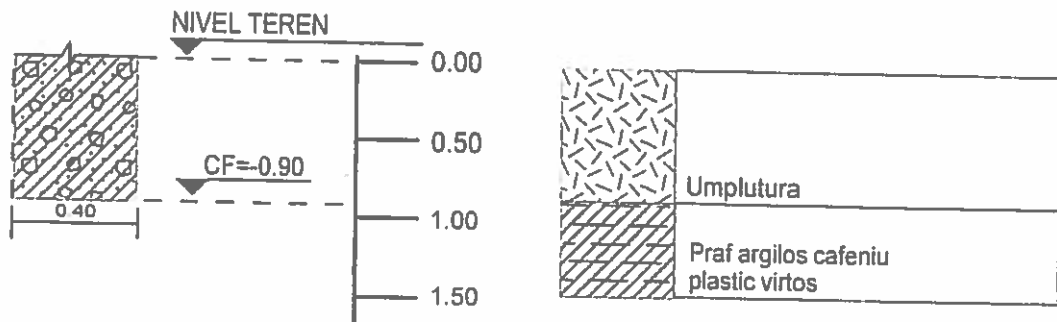 NIVEL TEREN
0.00
0.50
CF=-0.90
0.40
1.00
1.50
Umplutura
Praf argilos cafeniu
plastic virtos